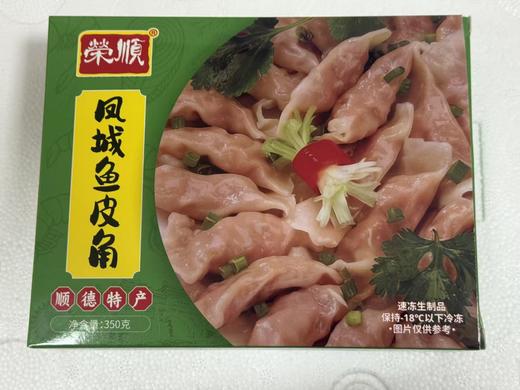 榮順®
凤城鱼皮角
顺德特产
净含量:350克
速冻生制品
保持-18℃以下冷冻
•图片仅供参考•